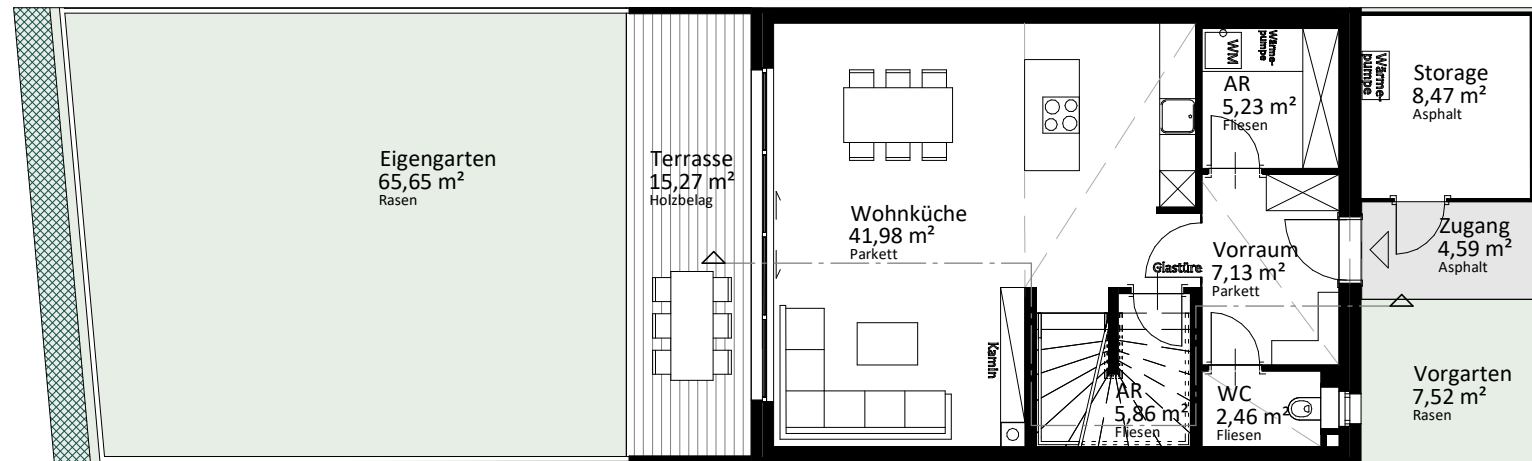 Eigengarten
65,65 m²
Rasen
Terrasse
15,27 m²
Holzbelag
Wohnküche
41,98 m²
Parkett
Kamin
WM
Wärme-
pumpe
AR
5,23 m²
Fliesen
Glastüre
Vorraum
7,13 m²
Parkett
AR
5,86 m²
Fliesen
WC
2,46 m²
Fliesen
Wärme-
pumpe
Storage
8,47 m²
Asphalt
Zugang
4,59 m²
Asphalt
Vorgarten
7,52 m²
Rasen